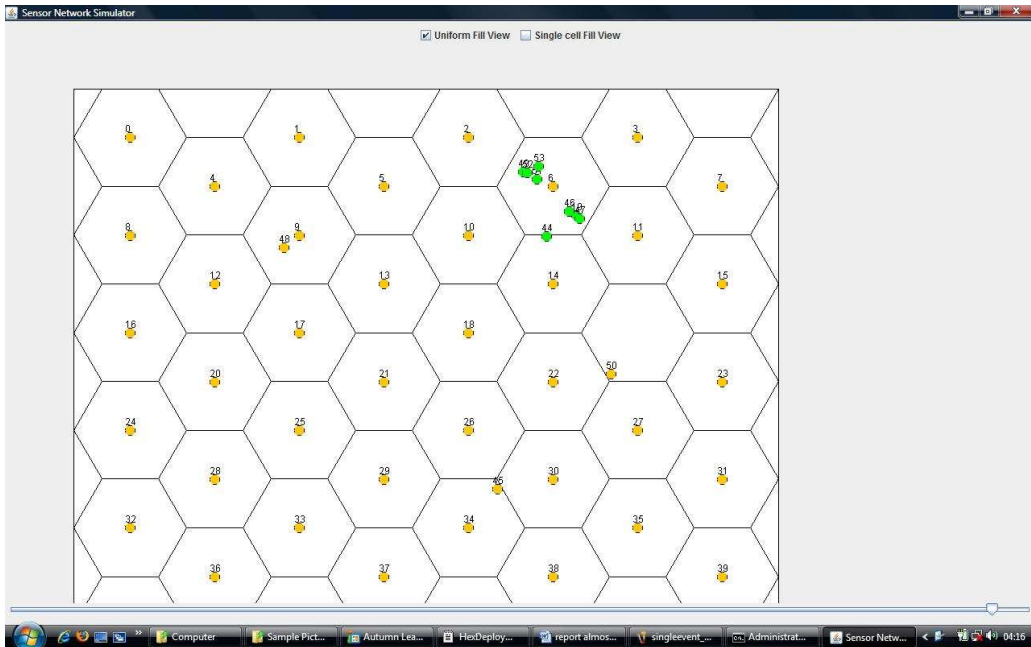 Sensor Network Simulator
Uniform Fill View Single cell Fill View
0 1 2 3
53
4 5 6 7
46
8 9 10 11
44
48
12 13 14 15
16 17 18
50
20 21 22 23
24 25 26 27
28 29 30 31
45
32 33 34 35
36 37 38 39
Computer Sample Pict... Autumn Lea... HexDeploy... report almos... singleevent_... Administrat... Sensor Netw... 04:16